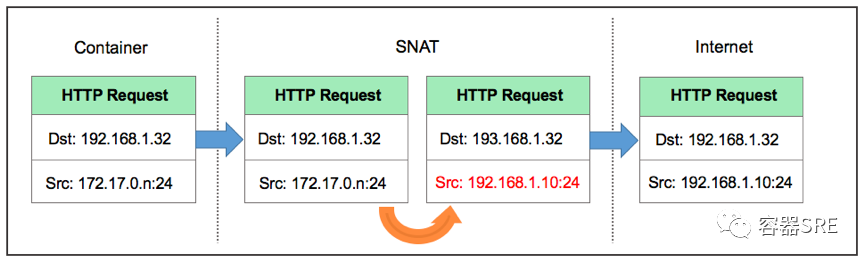 Container
SNAT
Internet
HTTP Request
Dst: 192.168.1.32
Src: 172.17.0.n:24
HTTP Request
Dst: 192.168.1.32
Src: 172.17.0.n:24
HTTP Request
Dst: 193.168.1.32
Src: 192.168.1.10:24
HTTP Request
Dst: 192.168.1.32
Src: 192.168.1.10:24
容器SRE